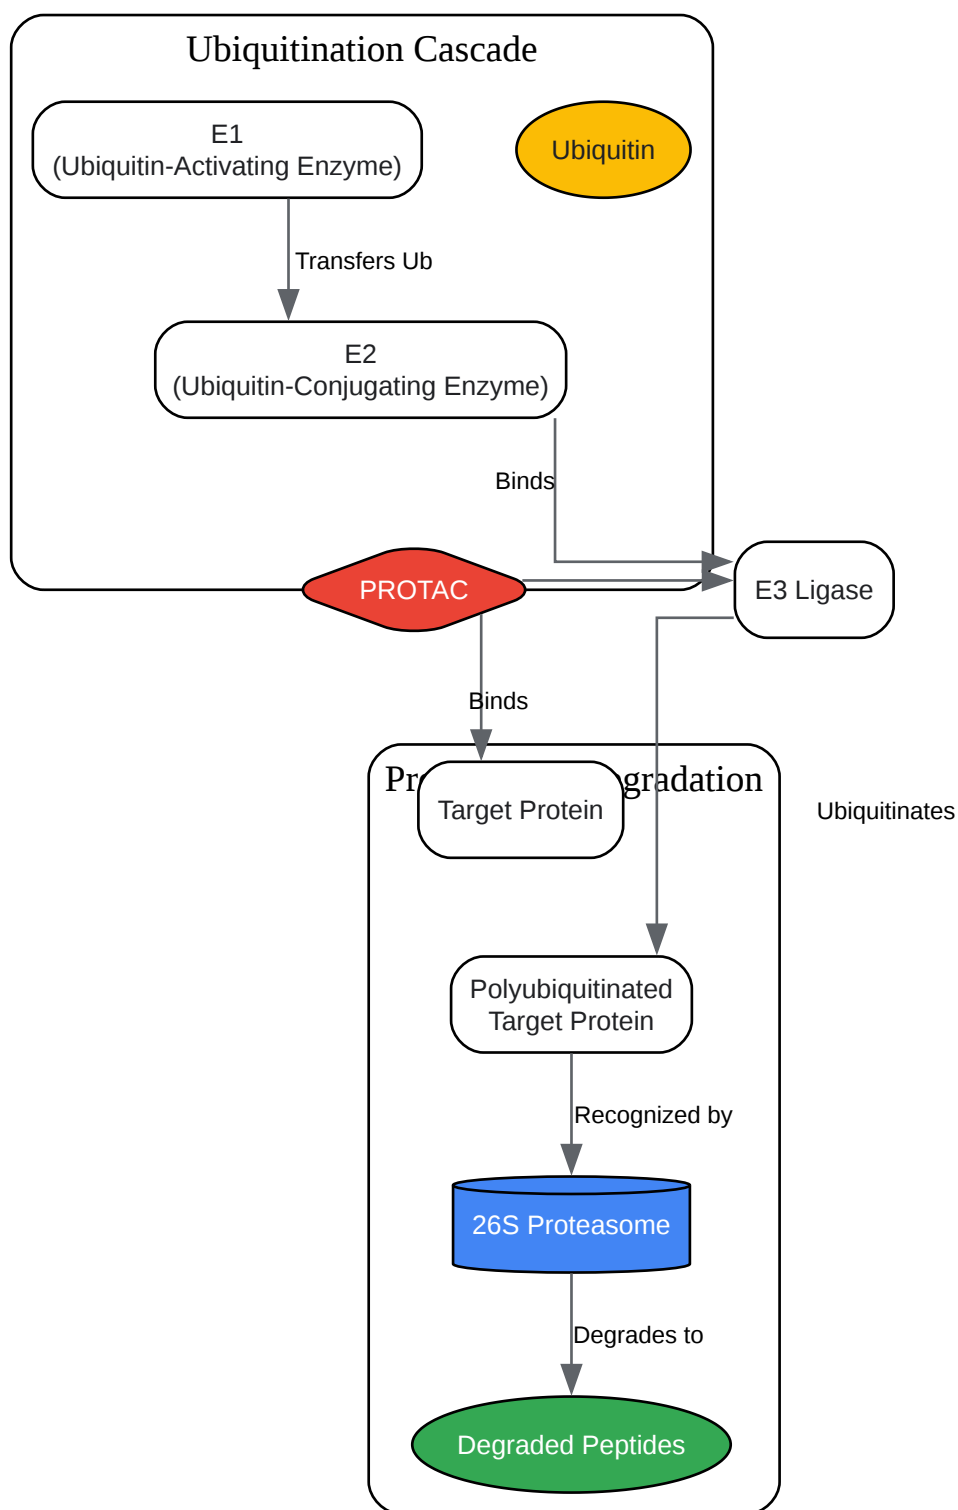 Ubiquitination Cascade
E1
(Ubiquitin-Activating Enzyme)
Ubiquitin
Transfers Ub
E2
(Ubiquitin-Conjugating Enzyme)
Binds
PROTAC
E3 Ligase
Binds
gradation
Target Protein
Ubiquitinates
Polyubiquitinated
Target Protein
Recognized by
26S Proteasome
Degrades to
Degraded Peptides